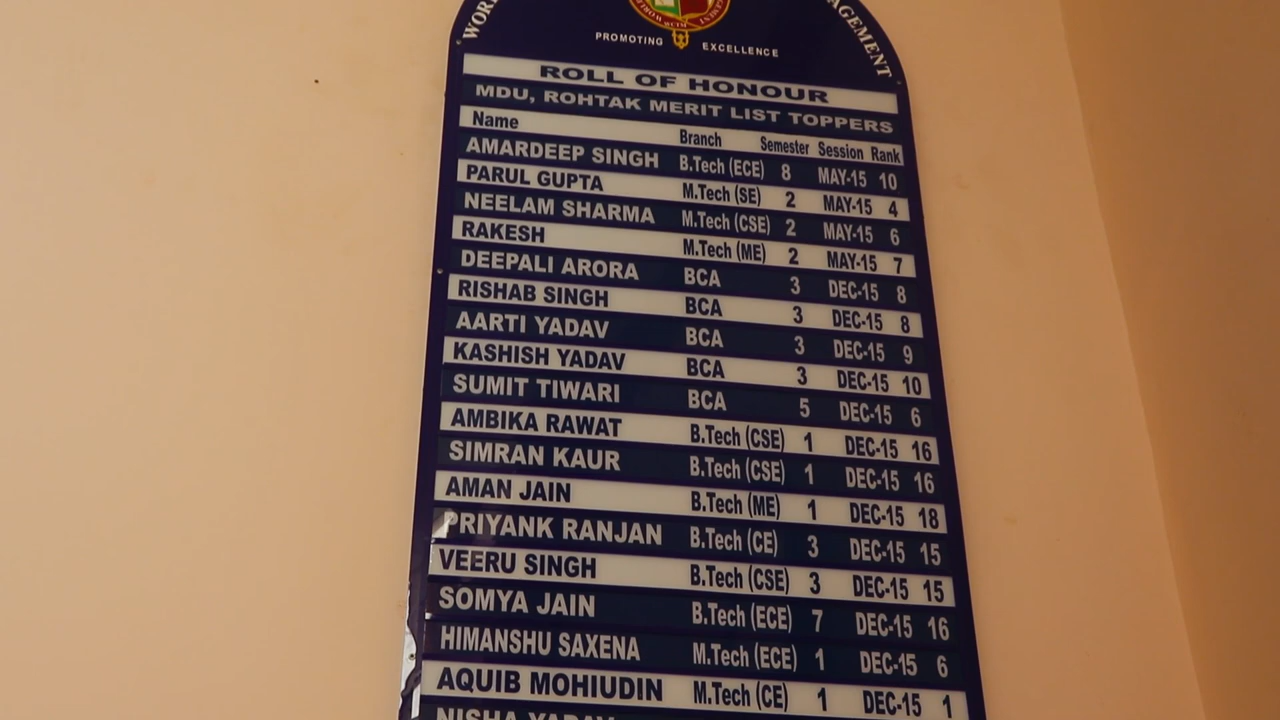 PROMOTING EXCELLENCE
ROLL OF HONOUR
MDU, ROHTAK MERIT LIST TOPPERS
Name Branch Semester Session Rank
AMARDEEP SINGH B.Tech (ECE) 8 MAY-15 10
PARUL GUPTA M.Tech (SE) 2 MAY-15 4
NEELAM SHARMA M.Tech (CSE) 2 MAY-15 6
RAKESH M.Tech (ME) 2 MAY-15 7
DEEPALI ARORA BCA 3 DEC-15 8
RISHAB SINGH BCA 3 DEC-15 8
AARTI YADAV BCA 3 DEC-15 9
KASHISH YADAV BCA 3 DEC-15 10
SUMIT TIWARI BCA 5 DEC-15 6
AMBIKA RAWAT B.Tech (CSE) 1 DEC-15 16
SIMRAN KAUR B.Tech (CSE) 1 DEC-15 16
AMAN JAIN B.Tech (ME) 1 DEC-15 18
PRIYANK RANJAN B.Tech (CE) 3 DEC-15 15
VEERU SINGH B.Tech (CSE) 3 DEC-15 15
SOMYA JAIN B.Tech (ECE) 7 DEC-15 16
HIMANSHU SAXENA M.Tech (ECE) 1 DEC-15 6
AQUIB MOHIUDIN M.Tech (CE) 1 DEC-15 1
NISHA YADAV